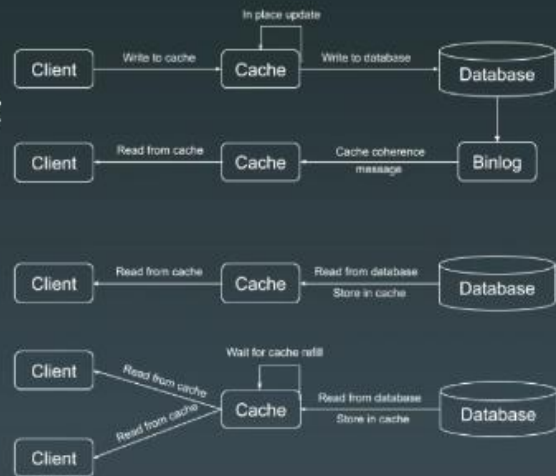 In place update
Client
Write to cache
Cache
Write to database
Database
Client
Read from cache
Cache
Cache coherence
message
Binlog
Client
Read from cache
Cache
Read from database
Store in cache
Database
Client
Read from cache
Wait for cache refill
Cache
Read from database
Store in cache
Database
Read from cache
Client